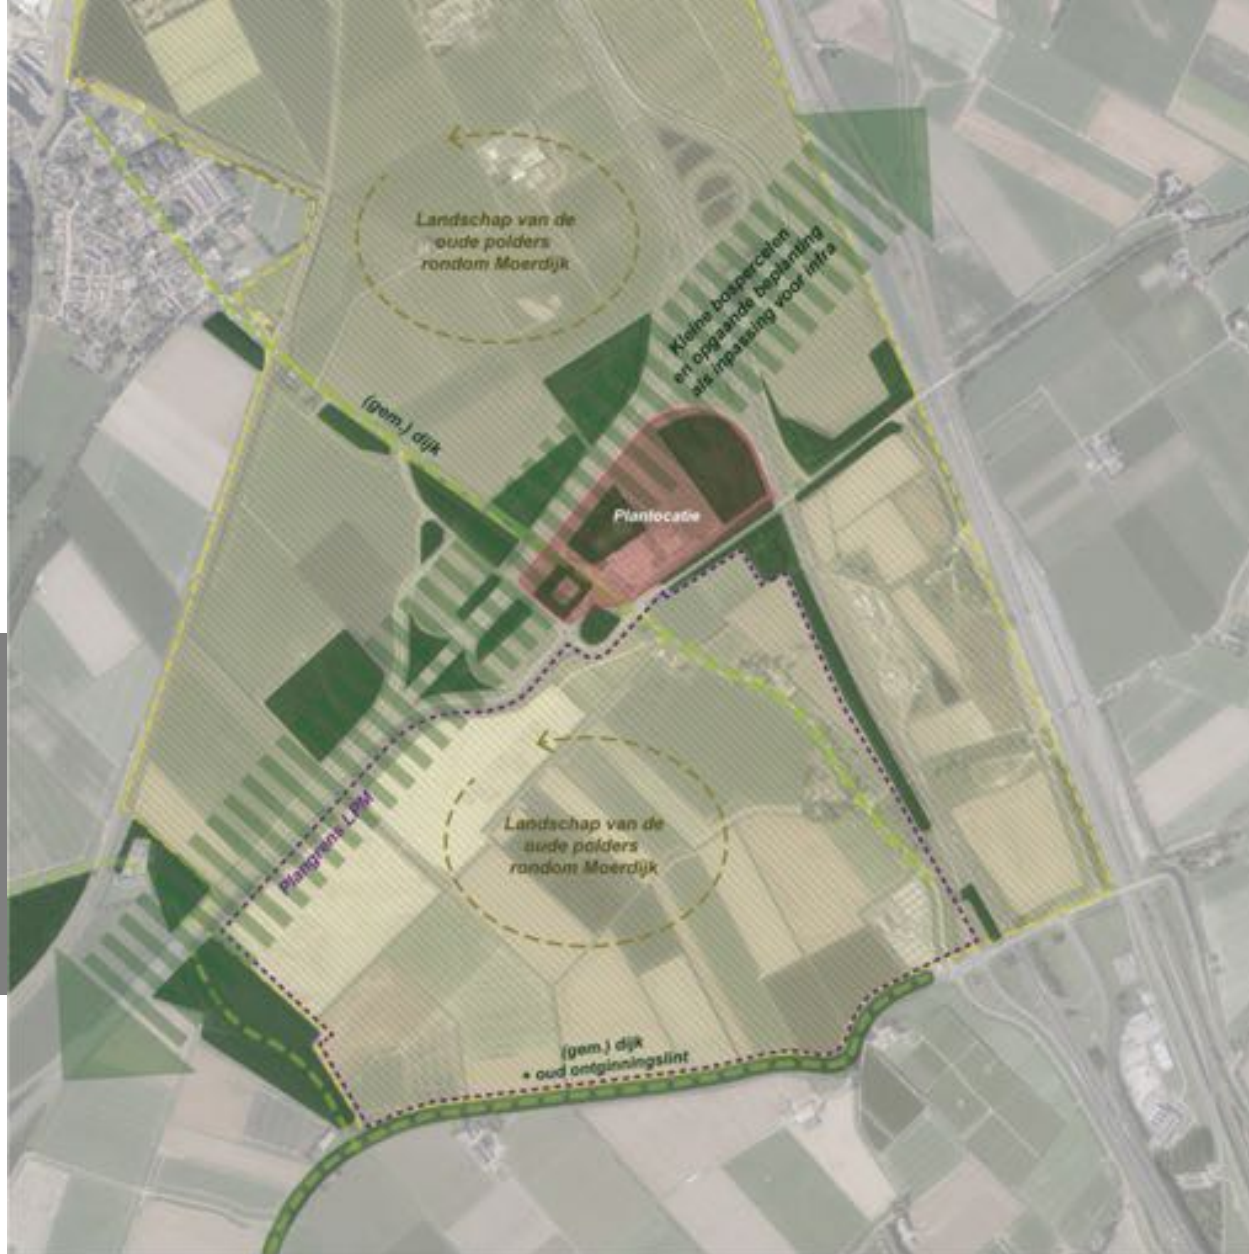 Landschap van de
oude polders
rondom Moerdijk
Kleine bospercelen
en opgaande beplanting
als inpassing voor infra
(gem.) dijk
Planlocatie
Plangrens LPM
Landschap van de
oude polders
rondom Moerdijk
(gem.) dijk
+ oud ontginningslint